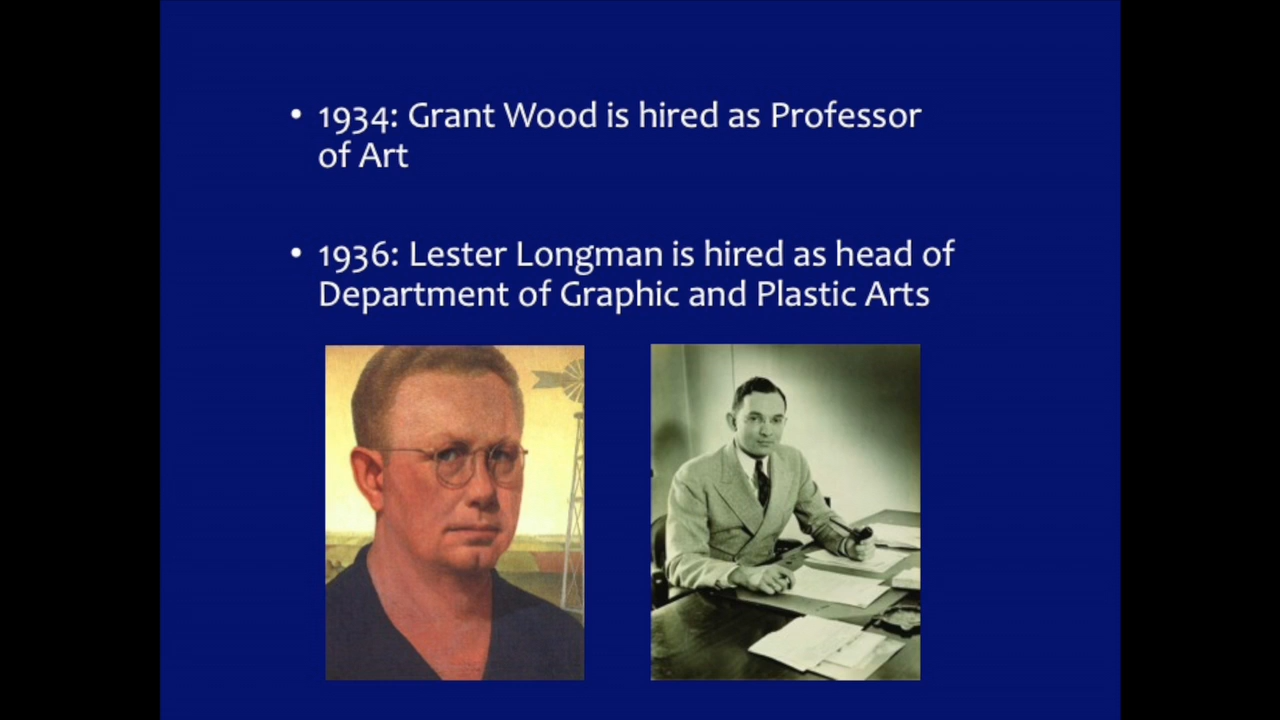 • 1934: Grant Wood is hired as Professor
of Art
• 1936: Lester Longman is hired as head of
Department of Graphic and Plastic Arts